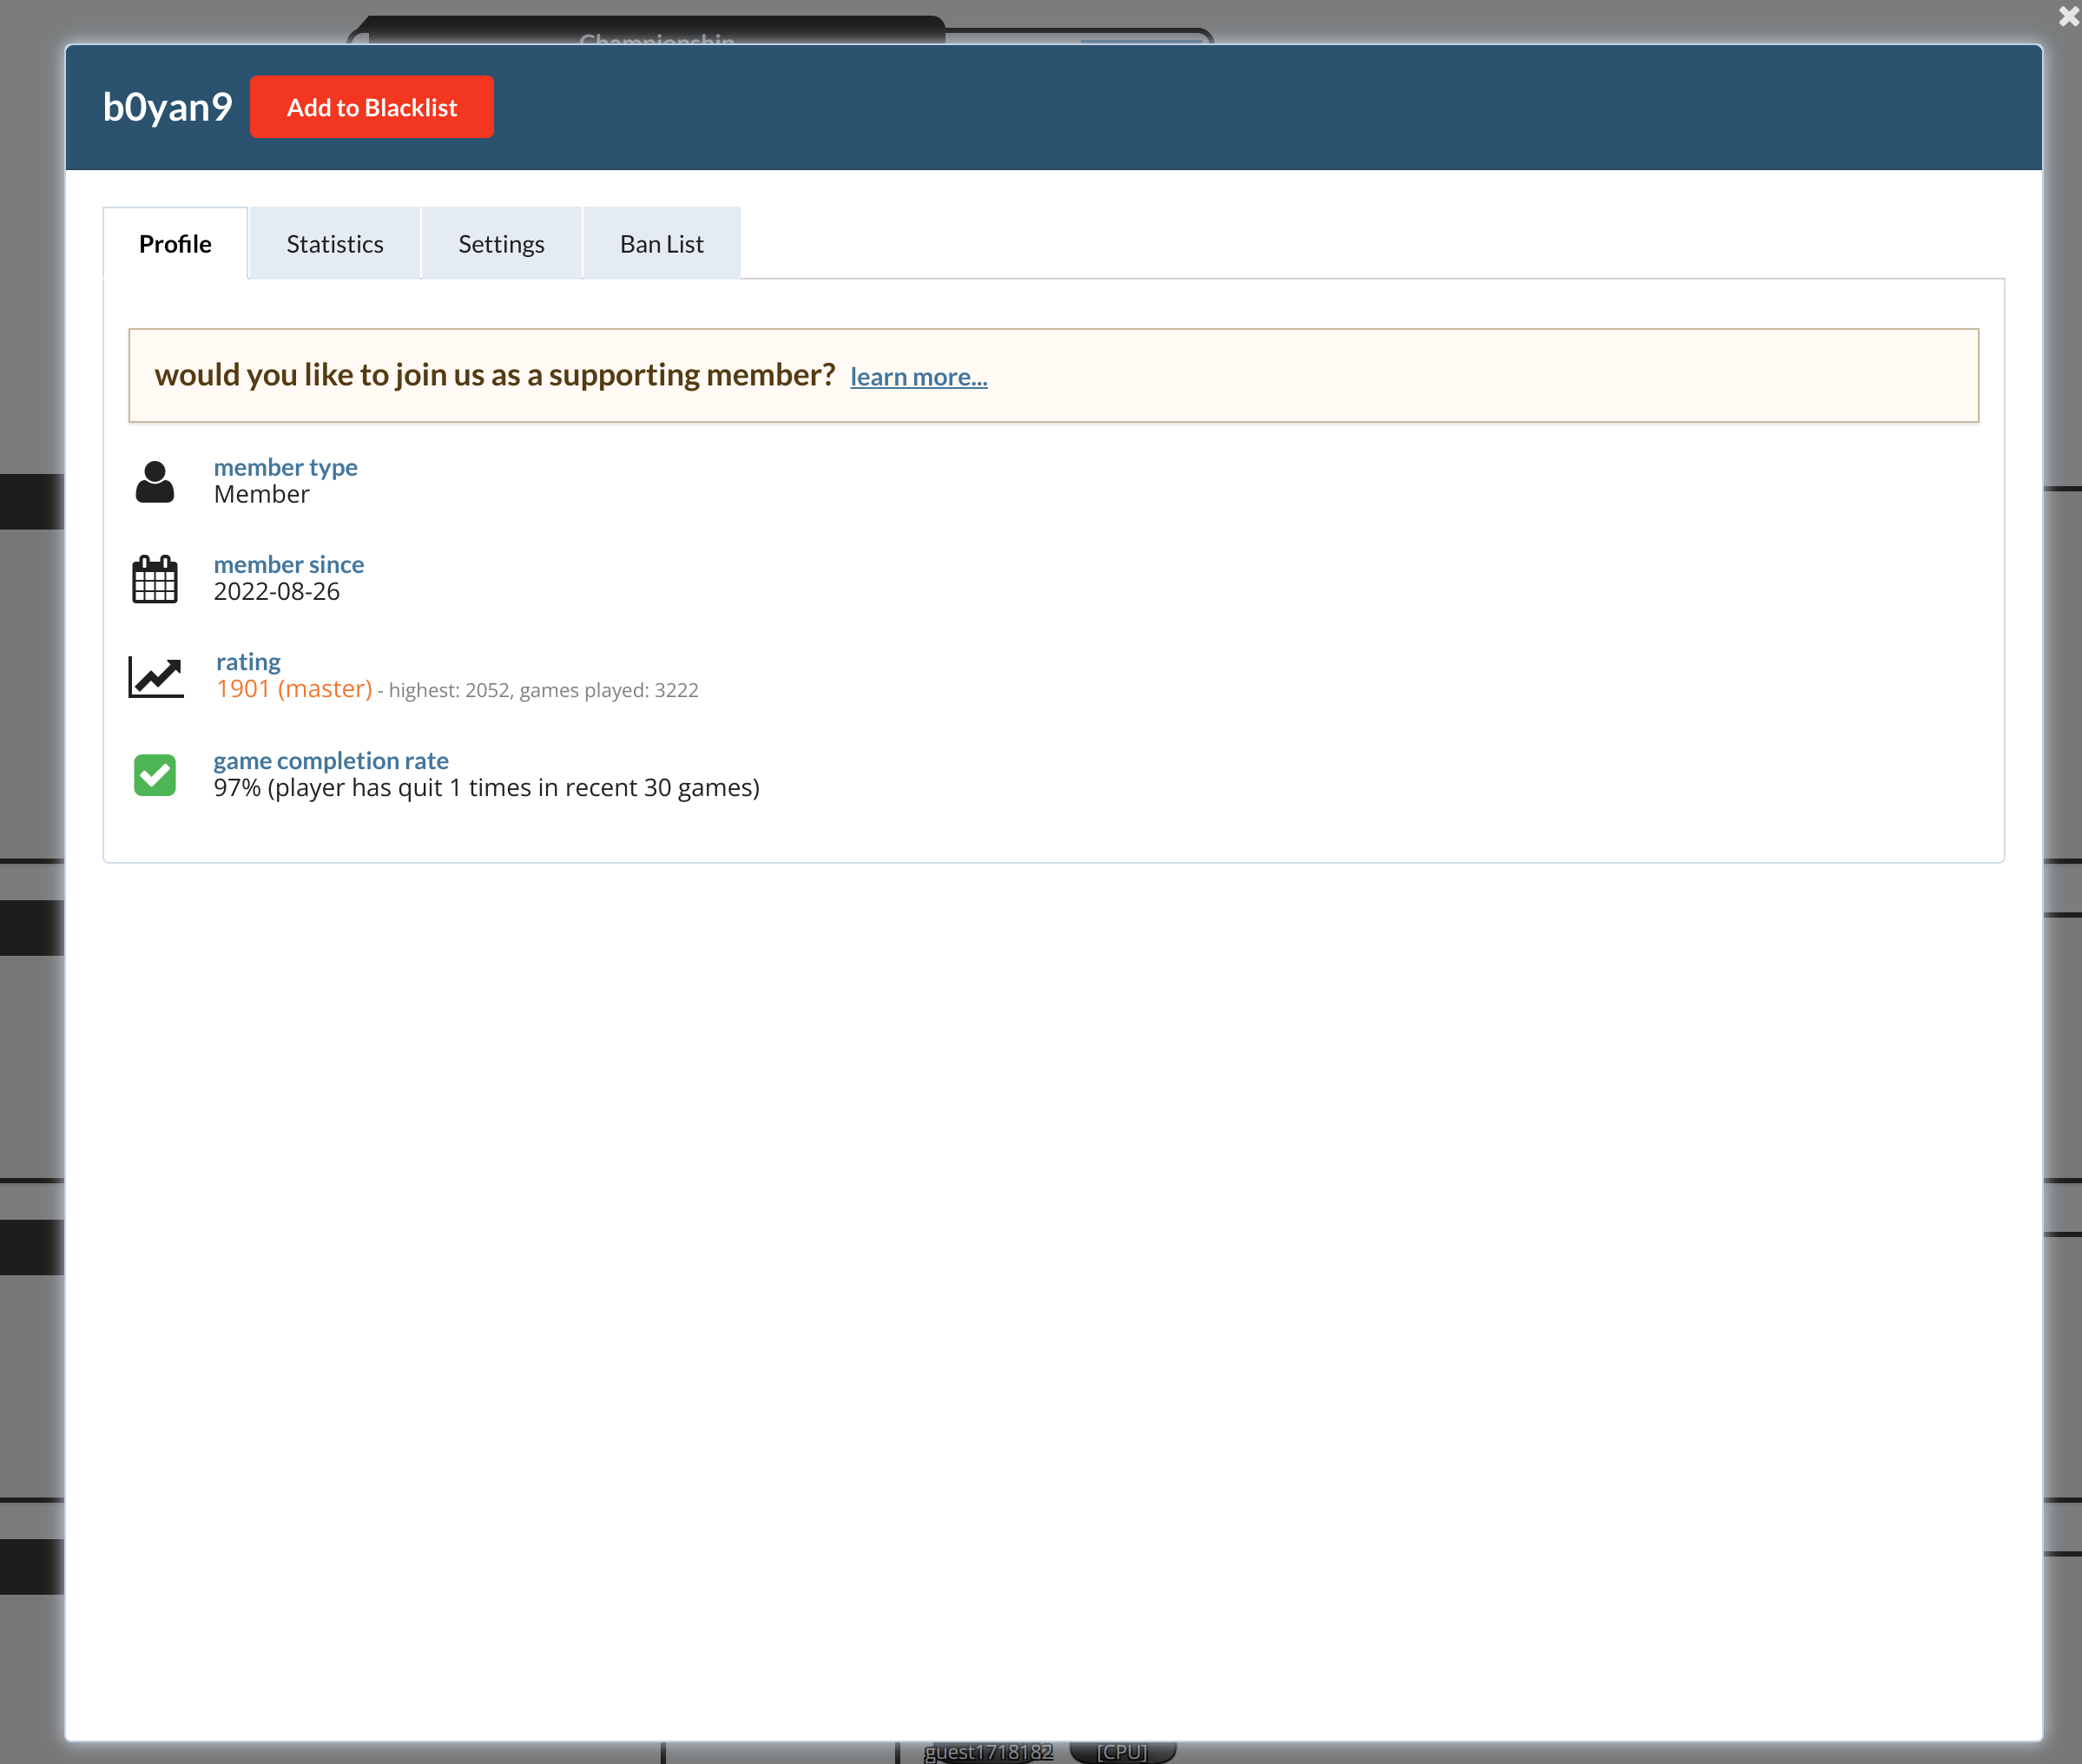 Championship
b0yan9 Add to Blacklist
Profile Statistics Settings Ban List
would you like to join us as a supporting member? learn more...
member type
Member
member since
2022-08-26
rating
1901 (master) - highest: 2052, games played: 3222
game completion rate
97% (player has quit 1 times in recent 30 games)
guest1718182 [CPU]